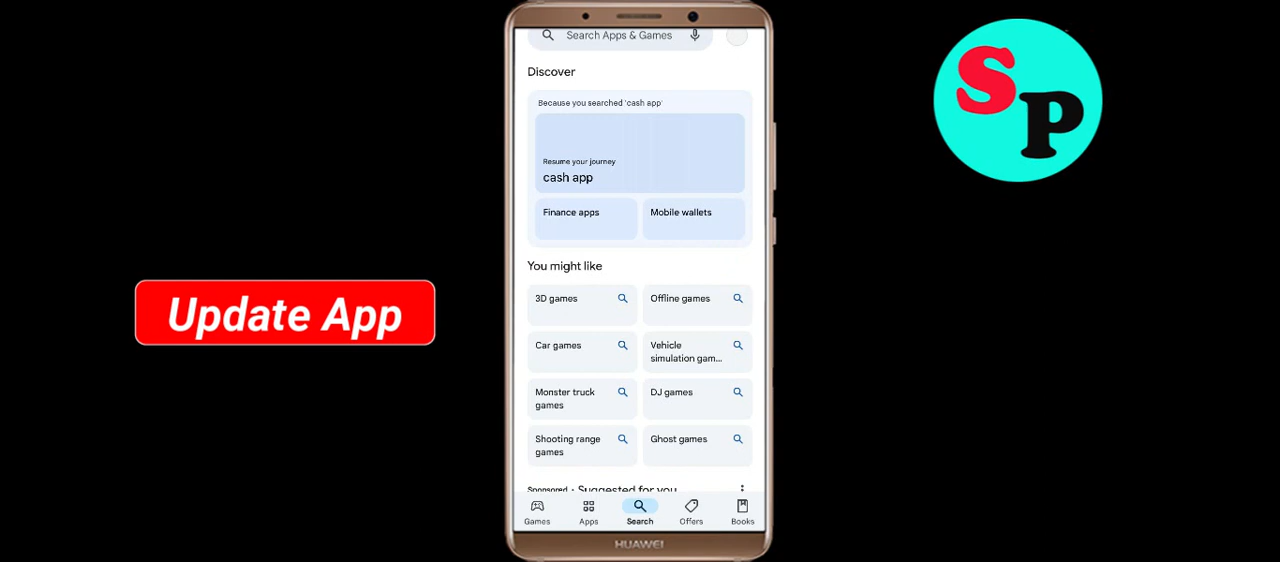 Search Apps & Games
Discover
Because you searched 'cash app'
Resume your journey
cash app
Finance apps
Mobile wallets
You might like
3D games
Offline games
Car games
Vehicle
simulation gam...
Monster truck
games
DJ games
Shooting range
games
Ghost games
Sponsored · Suggested for you
Games
Apps
Search
Offers
Books
HUAWEI
Update App
SP